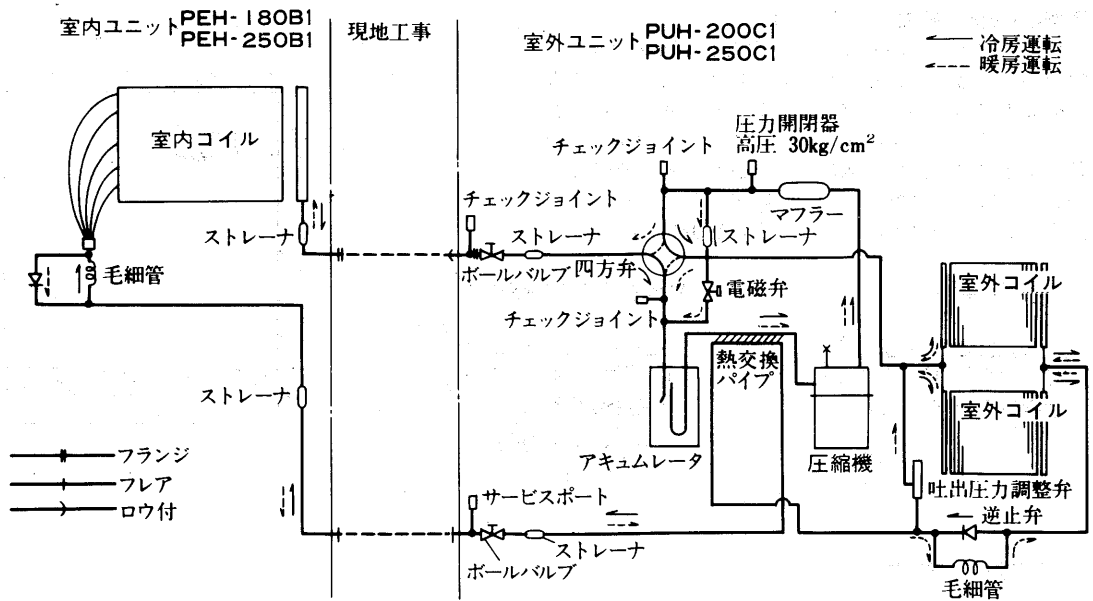 室内ユニット PEH-180B1
PEH-250B1
現地工事
室外ユニット PUH-200C1
PUH-250C1
冷房運転
暖房運転
室内コイル
チェックジョイント
圧力開閉器
高圧 30kg/cm²
チェックジョイント
マフラー
ストレーナ
ストレーナ
ストレーナ
毛細管
ボールバルブ
四方弁
電磁弁
室外コイル
チェックジョイント
熱交換
パイプ
ストレーナ
室外コイル
アキュムレータ
圧縮機
フランジ
フレア
ロウ付
サービスポート
吐出圧力調整弁
逆止弁
ストレーナ
ボールバルブ
毛細管